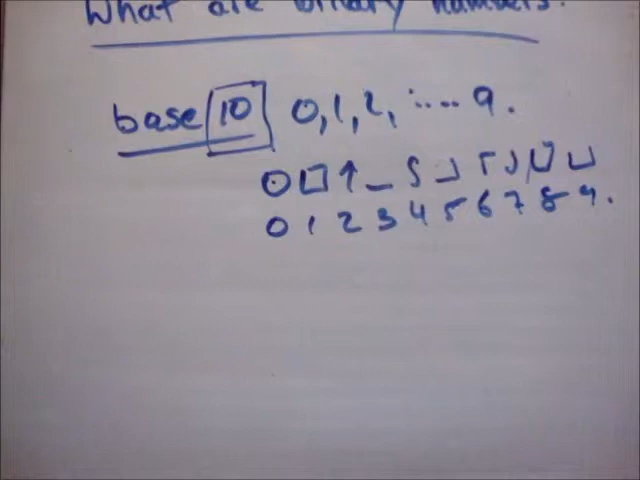 What are binary numbers?
base 10 0, 1, 2, ..... 9.
0 1 2 3 4 5 6 7 8 9.